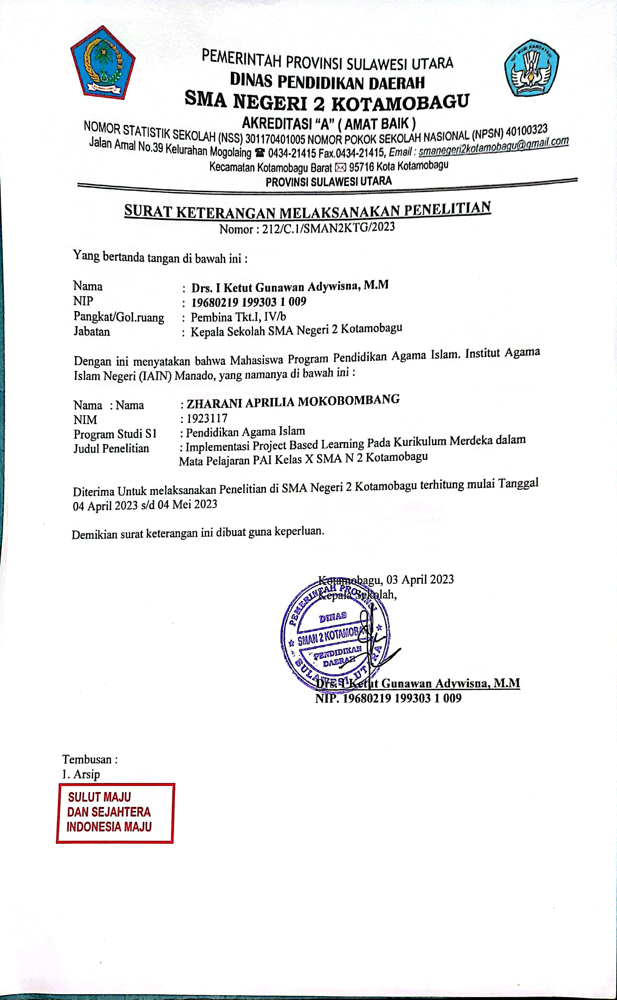 PEMERINTAH PROVINSI SULAWESI UTARA
DINAS PENDIDIKAN DAERAH
SMA NEGERI 2 KOTAMOBAGU
AKREDITASI “A” ( AMAT BAIK )
NOMOR STATISTIK SEKOLAH (NSS) 301170401005 NOMOR POKOK SEKOLAH NASIONAL (NPSN) 40100323
Jalan Amal No.39 Kelurahan Mogolaing ☎ 0434-21415 Fax.0434-21415, Email : smanegeri2kotamobagu@gmail.com
Kecamatan Kotamobagu Barat ✉ 95716 Kota Kotamobagu
PROVINSI SULAWESI UTARA
SURAT KETERANGAN MELAKSANAKAN PENELITIAN
Nomor : 212/C.1/SMAN2KTG/2023
Yang bertanda tangan di bawah ini :
Nama : Drs. I Ketut Gunawan Adywisna, M.M
NIP : 19680219 199303 1 009
Pangkat/Gol.ruang : Pembina Tkt.I, IV/b
Jabatan : Kepala Sekolah SMA Negeri 2 Kotamobagu
Dengan ini menyatakan bahwa Mahasiswa Program Pendidikan Agama Islam. Institut Agama
Islam Negeri (IAIN) Manado, yang namanya di bawah ini :
Nama : Nama : ZHARANI APRILIA MOKOBOMBANG
NIM : 1923117
Program Studi S1 : Pendidikan Agama Islam
Judul Penelitian : Implementasi Project Based Learning Pada Kurikulum Merdeka dalam
Mata Pelajaran PAI Kelas X SMA N 2 Kotamobagu
Diterima Untuk melaksanakan Penelitian di SMA Negeri 2 Kotamobagu terhitung mulai Tanggal
04 April 2023 s/d 04 Mei 2023
Demikian surat keterangan ini dibuat guna keperluan.
Kotamobagu, 03 April 2023
Kepala Sekolah,
PEMERINTAH PROVINSI
DINAS
SMAN 2 KOTAMOBAGU
PENDIDIKAN
DAERAH
SULAWESI UTARA
Drs. I Ketut Gunawan Adywisna, M.M
NIP. 19680219 199303 1 009
Tembusan :
1. Arsip
SULUT MAJU
DAN SEJAHTERA
INDONESIA MAJU